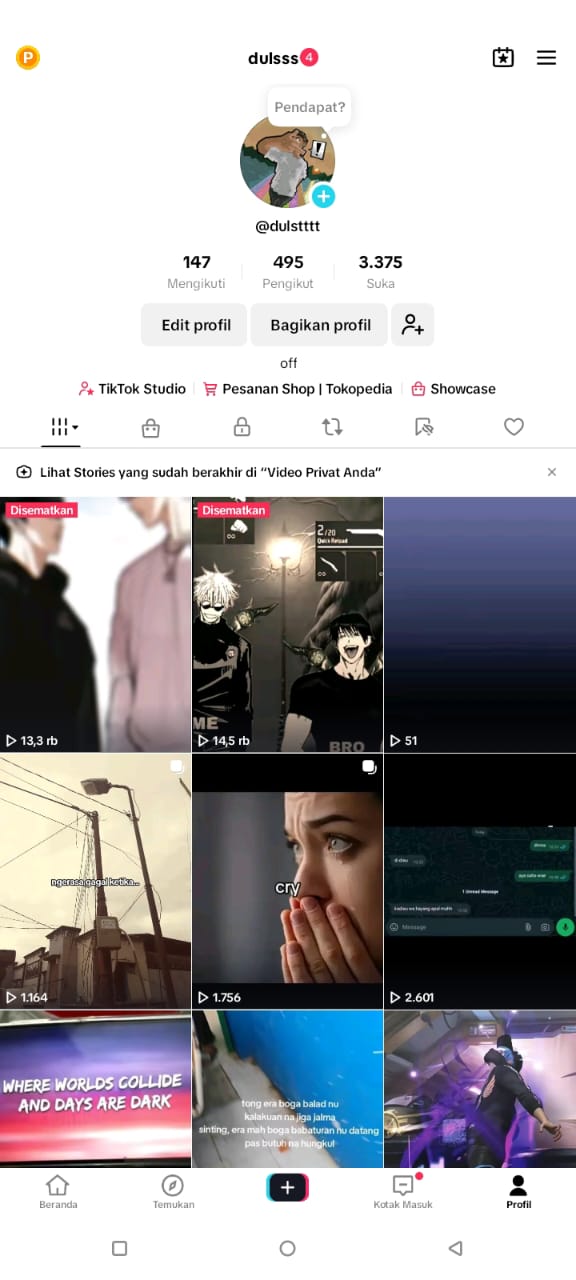 P
dulsss 4
Pendapat?
@dulstttt
147 495 3.375
Mengikuti Pengikut Suka
Edit profil Bagikan profil
off
TikTok Studio Pesanan Shop | Tokopedia Showcase
Lihat Stories yang sudah berakhir di “Video Privat Anda”
Disematkan
13,3 rb
Disematkan
2/20
Quick Reload
ME
BRO
14,5 rb
51
ngerasa gagal ketika...
1.164
cry
1.756
1 Unread Message
Message
2.601
WHERE WORLDS COLLIDE
AND DAYS ARE DARK
tong era boga balad nu
kalakuan na jiga jalma
sinting, era mah boga babaturan nu datang
pas butuh na hungkul
Beranda Temukan Kotak Masuk Profil